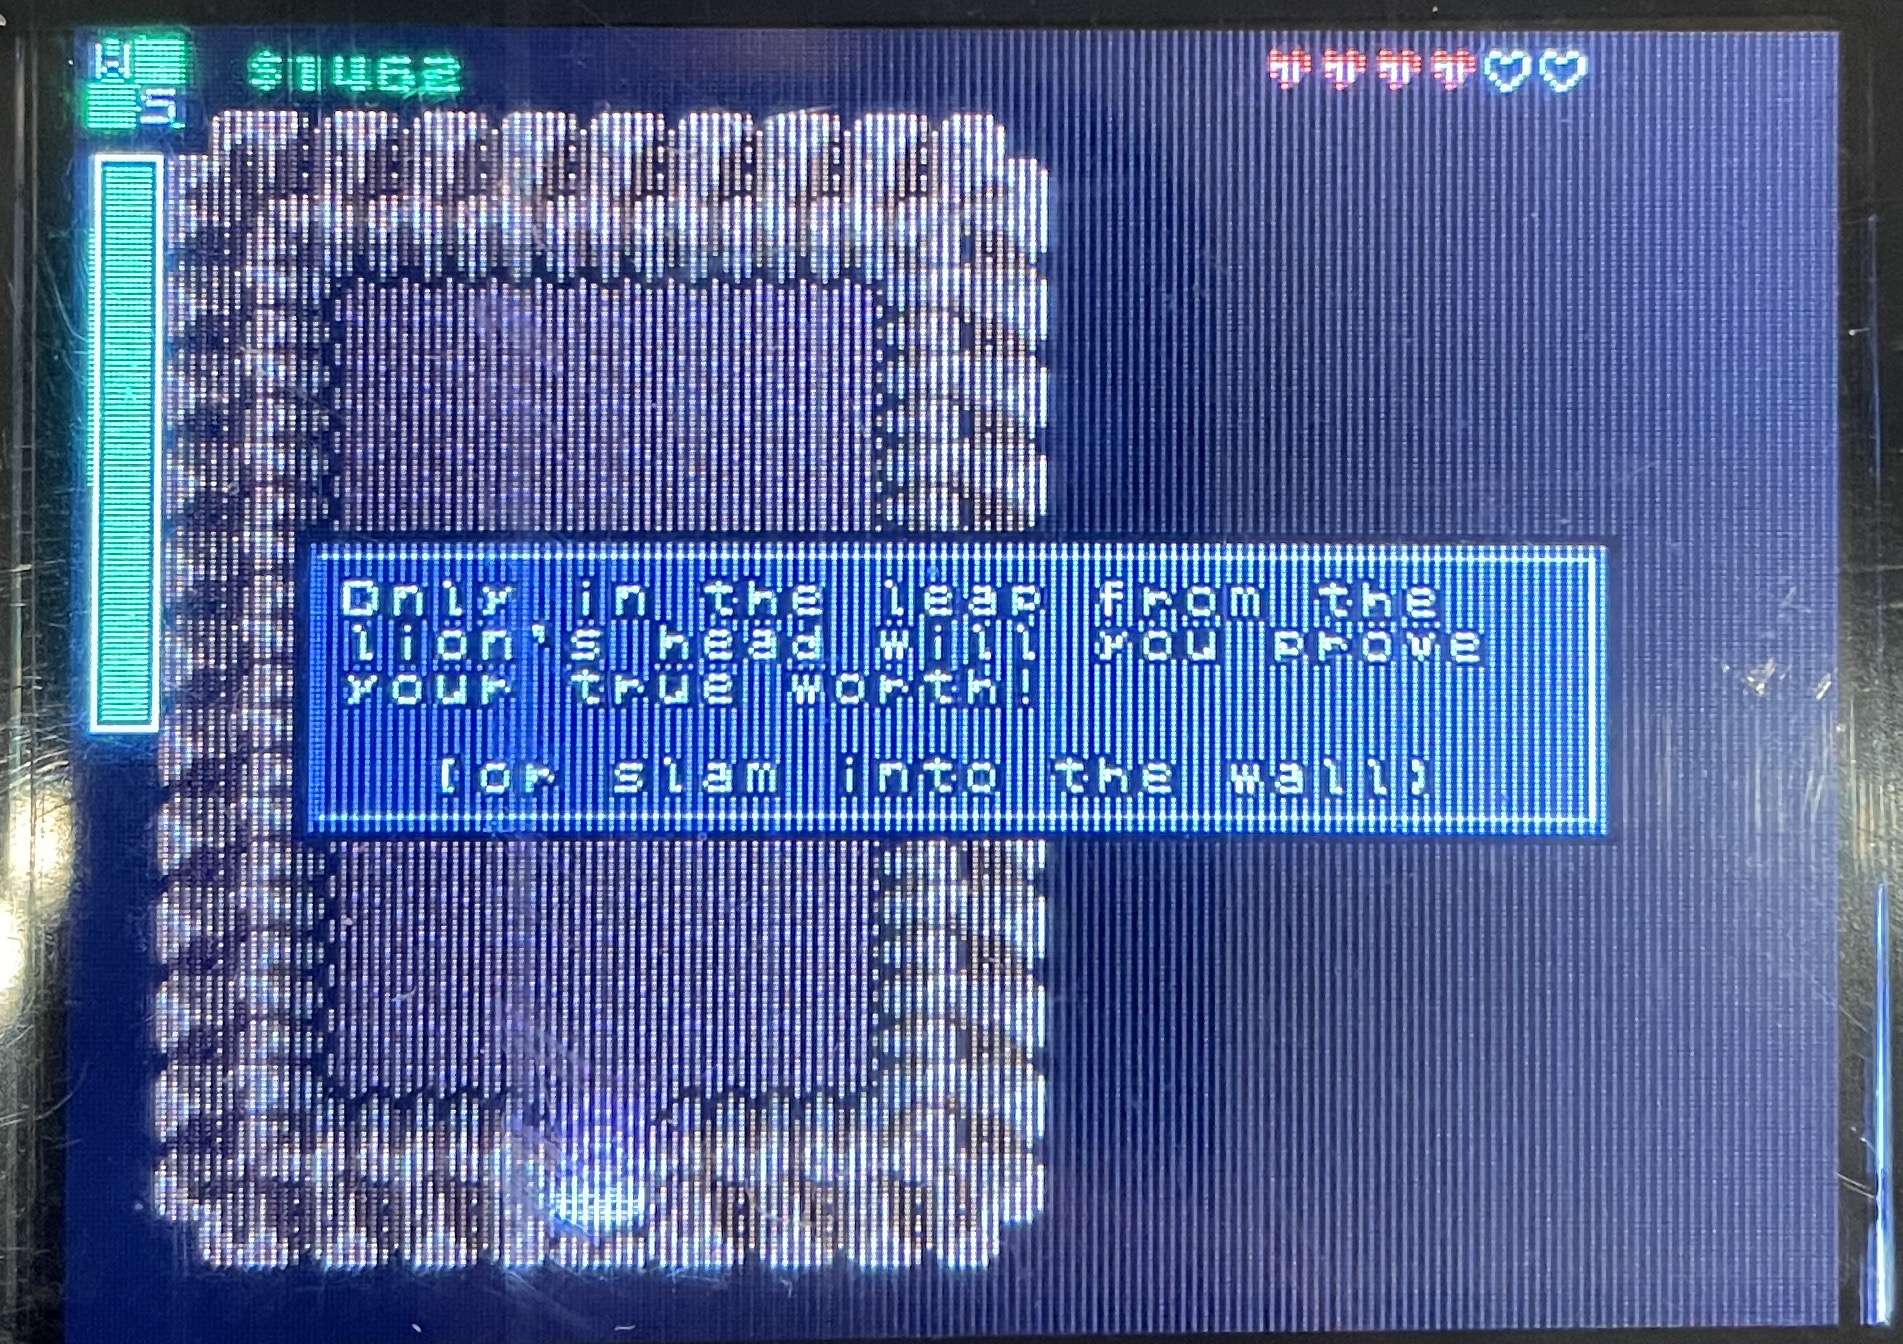 W
S
$1462
Only in the leap from the
lion's head will you prove
your true worth!
(or slam into the wall)